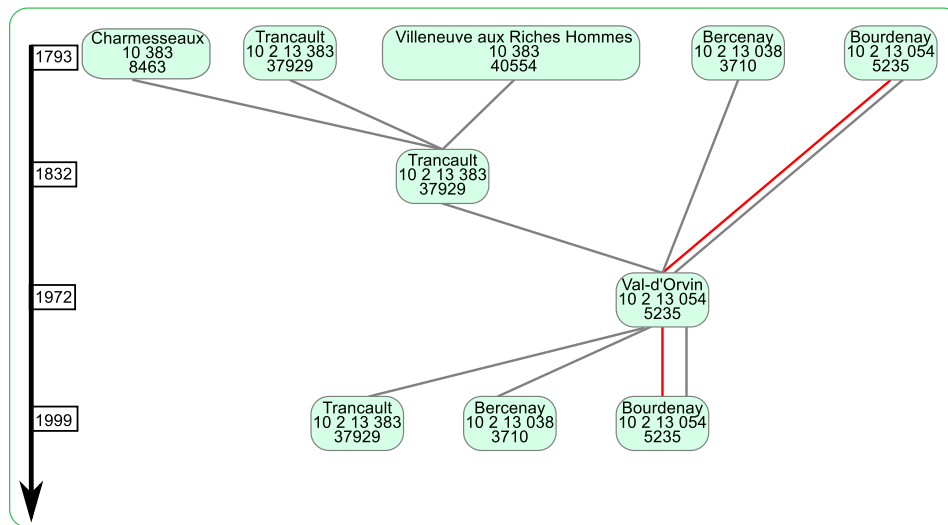 1793
Charmesseaux
10 383
8463
Trancault
10 2 13 383
37929
Villeneuve aux Riches Hommes
10 383
40554
Bercenay
10 2 13 038
3710
Bourdenay
10 2 13 054
5235
1832
Trancault
10 2 13 383
37929
1972
Val-d'Orvin
10 2 13 054
5235
1999
Trancault
10 2 13 383
37929
Bercenay
10 2 13 038
3710
Bourdenay
10 2 13 054
5235